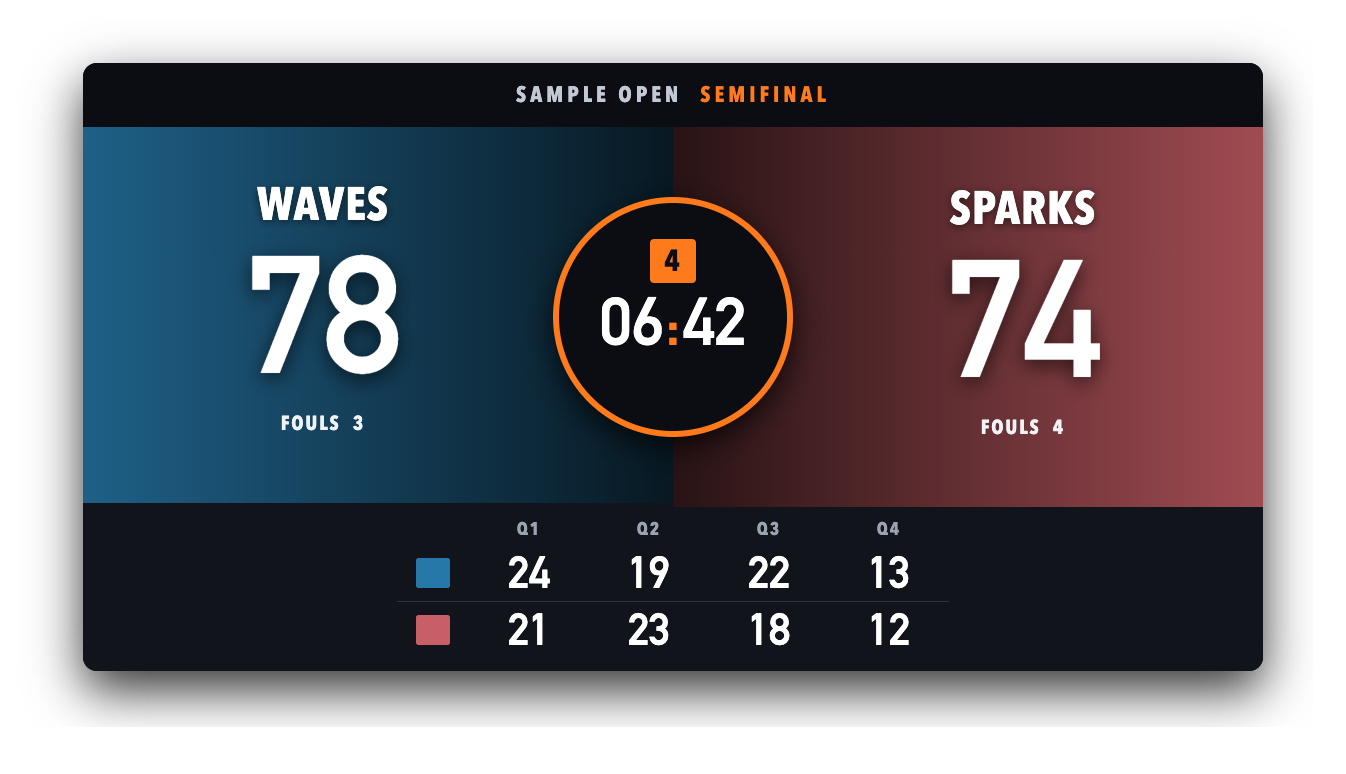 SAMPLE OPEN SEMIFINAL
WAVES
78
FOULS 3
4
06:42
SPARKS
74
FOULS 4
Q1 Q2 Q3 Q4
24 19 22 13
21 23 18 12